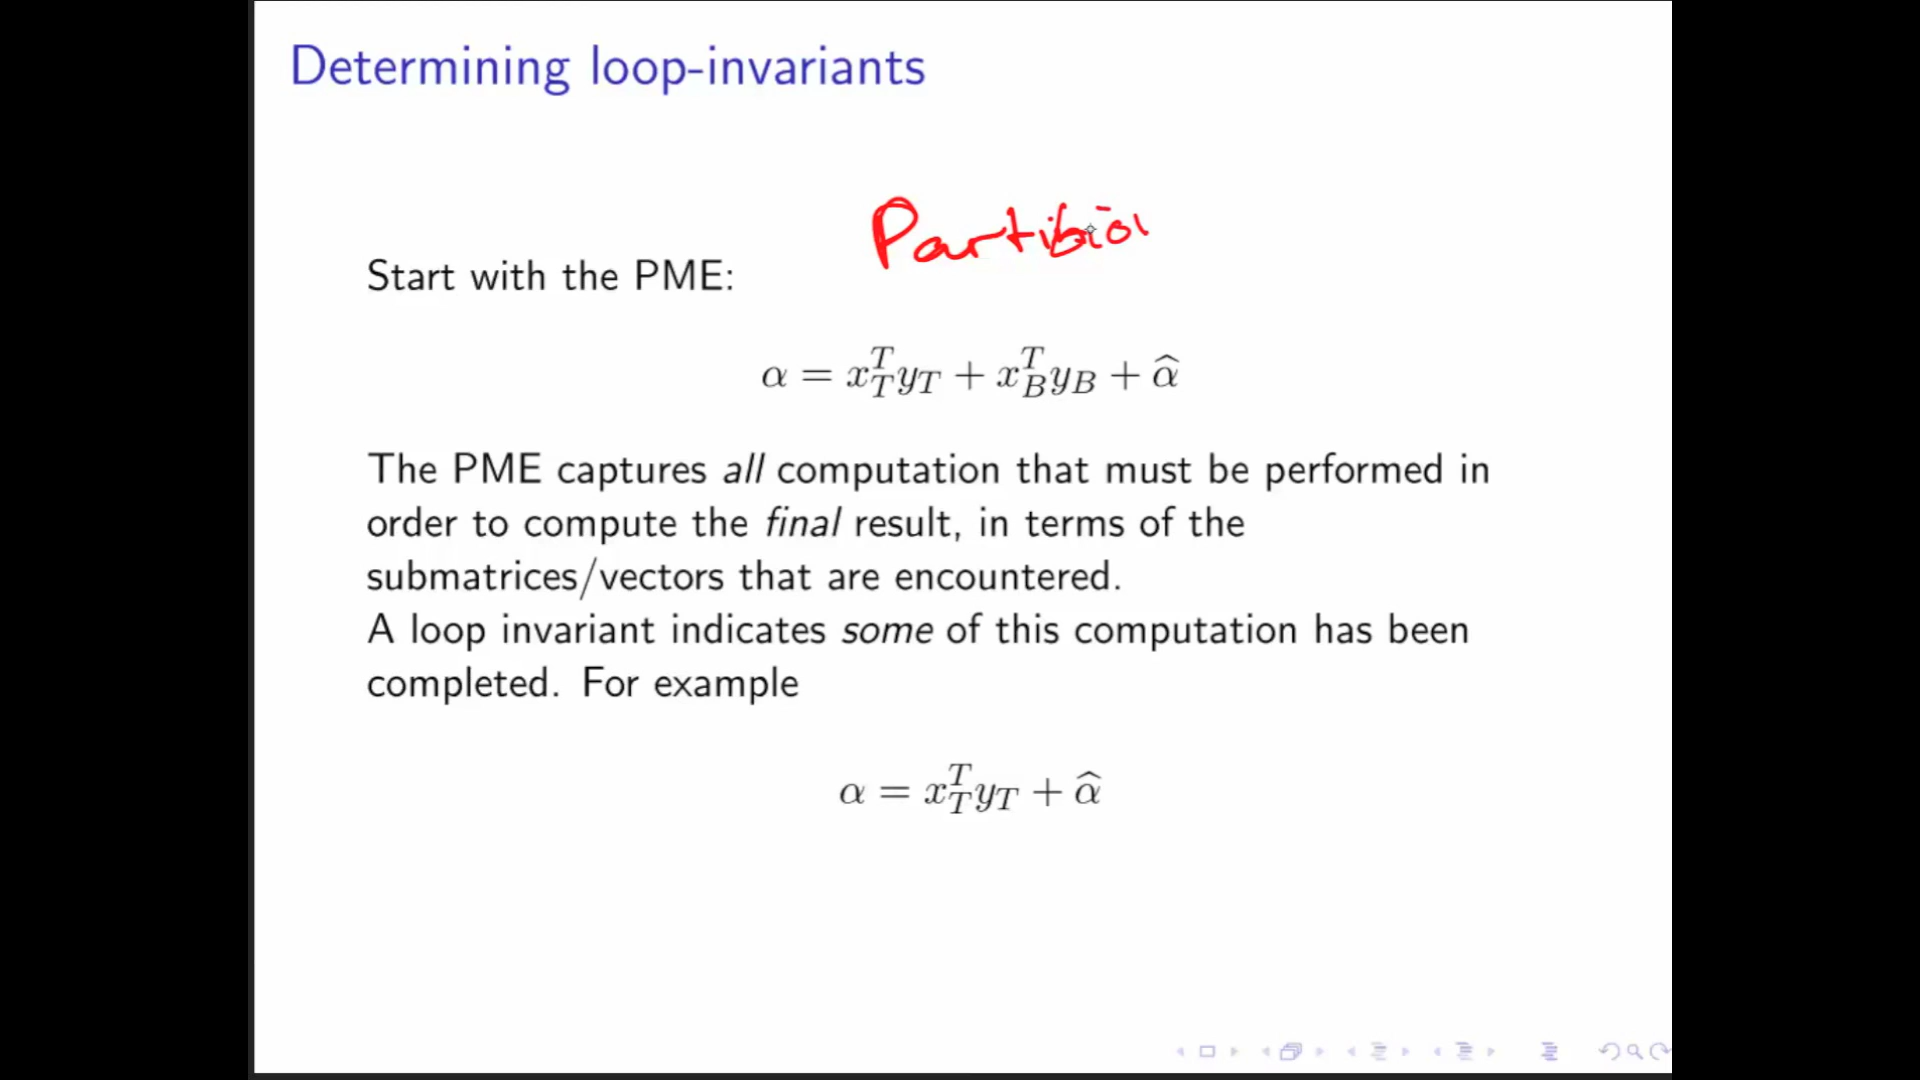 Determining loop-invariants
Partitio
Start with the PME:
α = x_T^T y_T + x_B^T y_B + α̂
The PME captures all computation that must be performed in
order to compute the final result, in terms of the
submatrices/vectors that are encountered.
A loop invariant indicates some of this computation has been
completed. For example
α = x_T^T y_T + α̂